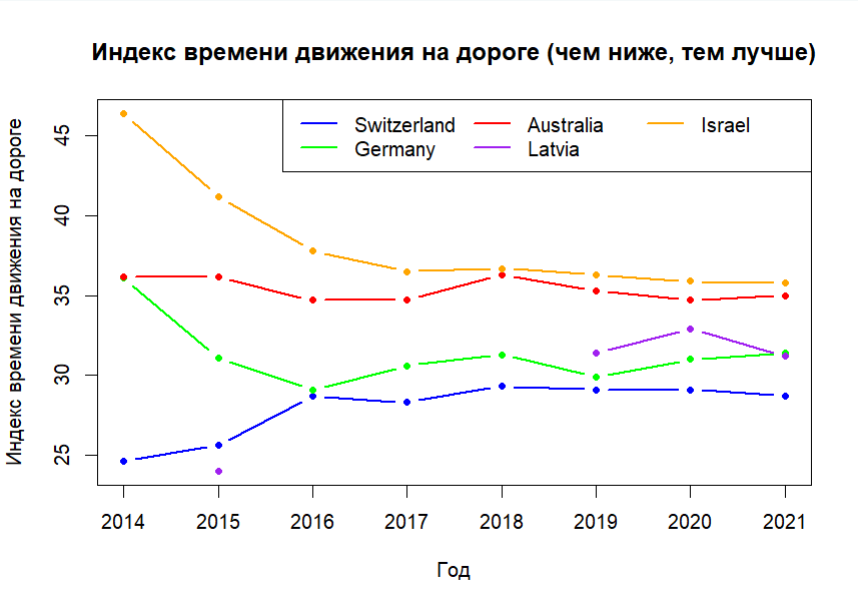 Индекс времени движения на дороге (чем ниже, тем лучше)
Индекс времени движения на дороге
45
40
35
30
25
Switzerland Australia Israel
Germany Latvia
2014 2015 2016 2017 2018 2019 2020 2021
Год